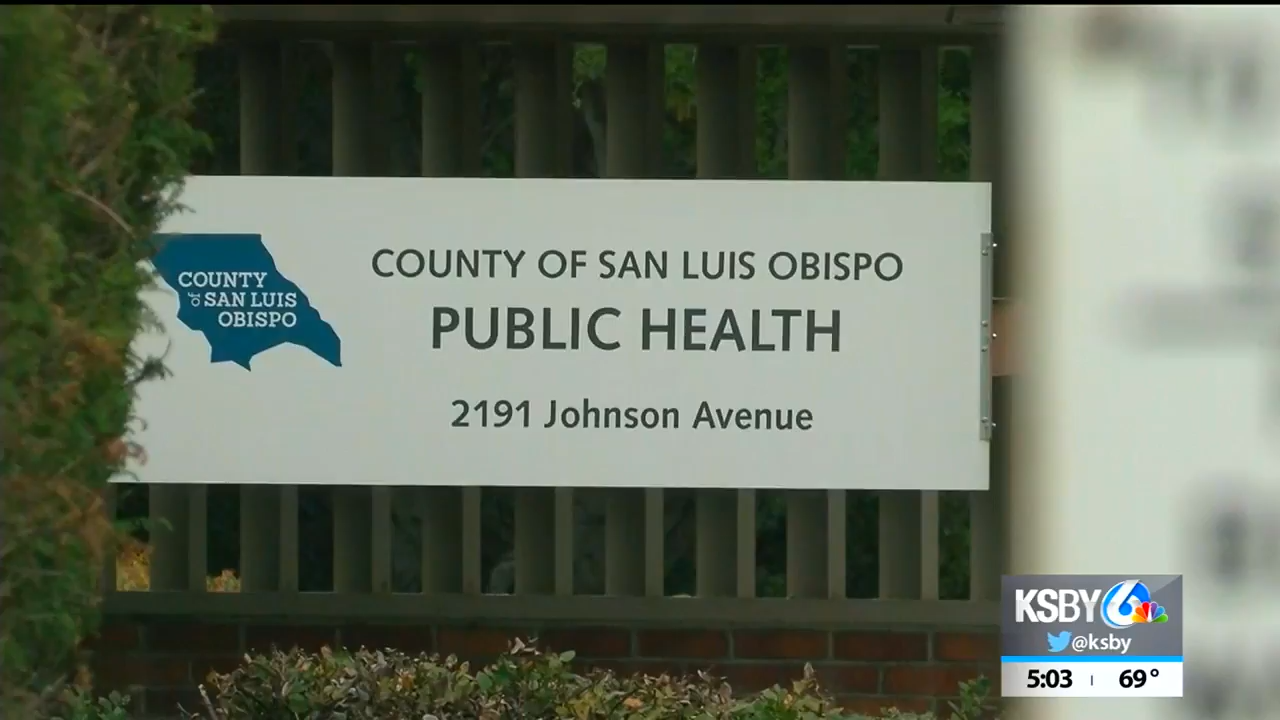 COUNTY
of SAN LUIS
OBISPO
COUNTY OF SAN LUIS OBISPO
PUBLIC HEALTH
2191 Johnson Avenue
KSBY 6
@ksby
5:03 69°